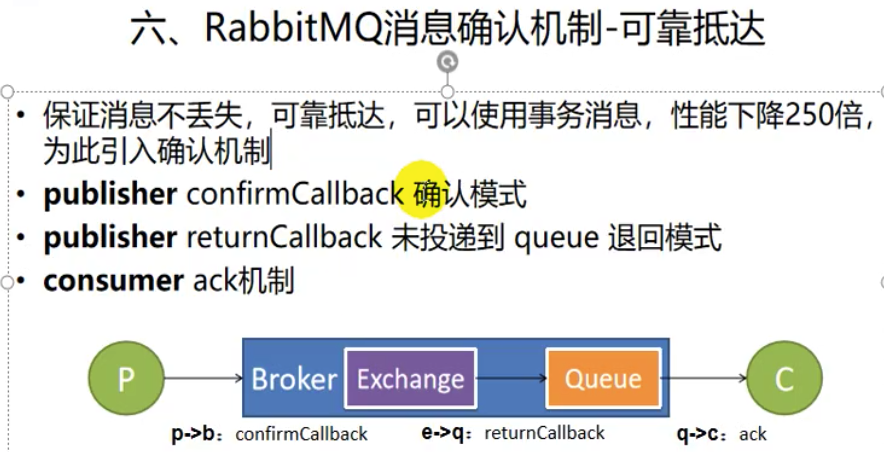 六、RabbitMQ消息确认机制-可靠抵达
• 保证消息不丢失，可靠抵达，可以使用事务消息，性能下降250倍，
为此引入确认机制
• publisher confirmCallback 确认模式
• publisher returnCallback 未投递到 queue 退回模式
• consumer ack机制
P Broker Exchange Queue C
p->b：confirmCallback e->q：returnCallback q->c：ack